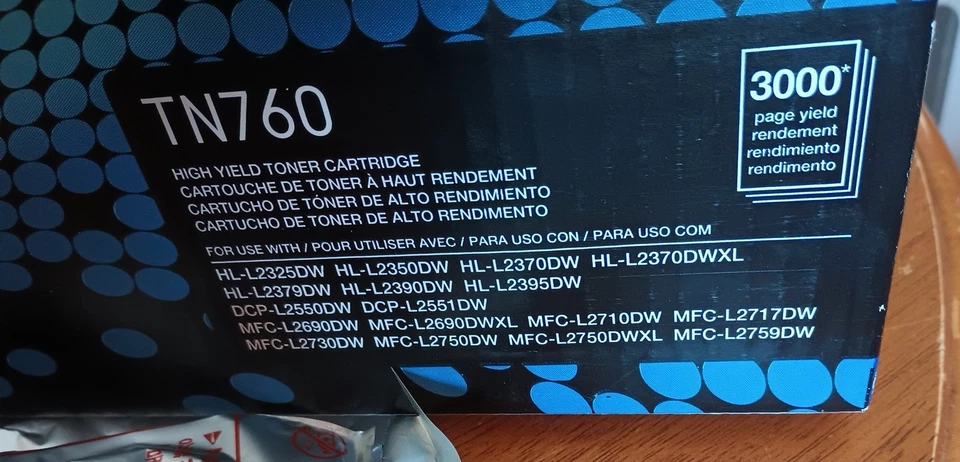 TN760
HIGH YIELD TONER CARTRIDGE
CARTOUCHE DE TONER À HAUT RENDEMENT
CARTUCHO DE TÓNER DE ALTO RENDIMIENTO
CARTUCHO DE TONER DE ALTO RENDIMENTO
3000*
page yield
rendement
rendimiento
rendimento
FOR USE WITH / POUR UTILISER AVEC / PARA USO CON / PARA USO COM
HL-L2325DW HL-L2350DW HL-L2370DW HL-L2370DWXL
HL-L2379DW HL-L2390DW HL-L2395DW
DCP-L2550DW DCP-L2551DW
MFC-L2690DW MFC-L2690DWXL MFC-L2710DW MFC-L2717DW
MFC-L2730DW MFC-L2750DW MFC-L2750DWXL MFC-L2759DW